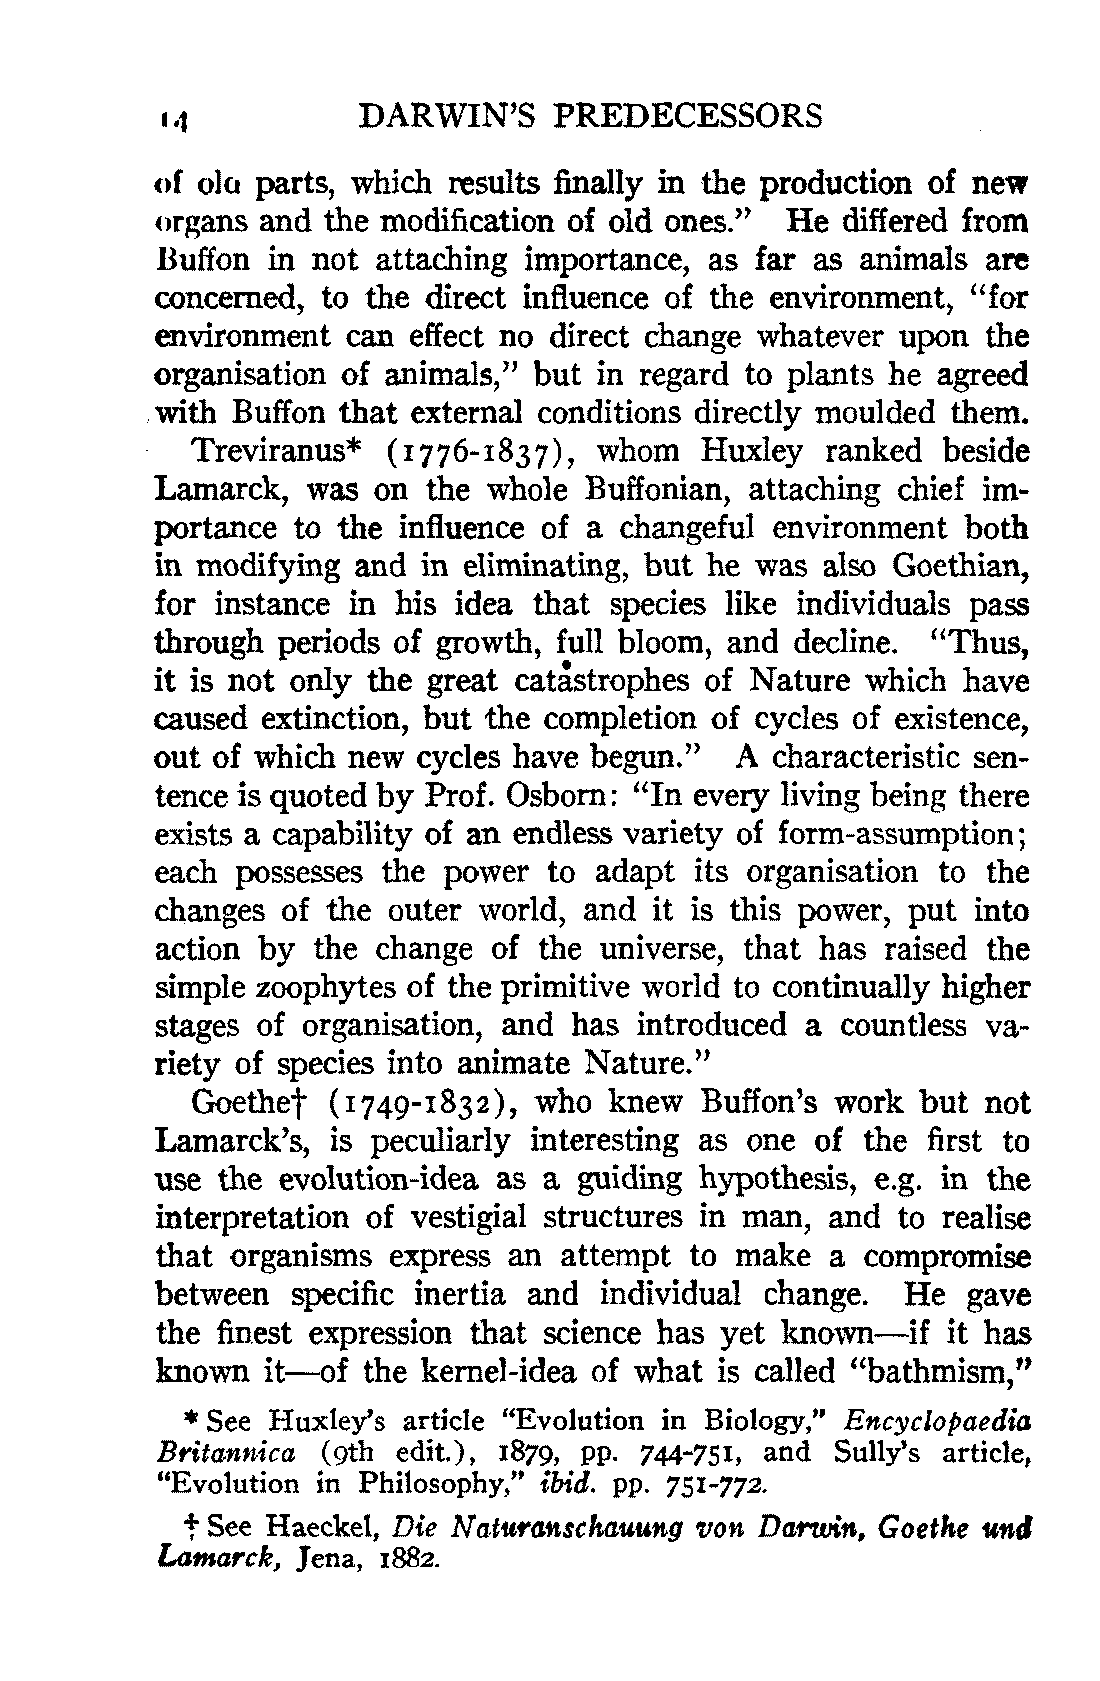 14 DARWIN'S PREDECESSORS
of old parts, which results finally in the production of new
organs and the modification of old ones." He differed from
Buffon in not attaching importance, as far as animals are
concerned, to the direct influence of the environment, "for
environment can effect no direct change whatever upon the
organisation of animals," but in regard to plants he agreed
with Buffon that external conditions directly moulded them.
Treviranus* (1776-1837), whom Huxley ranked beside
Lamarck, was on the whole Buffonian, attaching chief im-
portance to the influence of a changeful environment both
in modifying and in eliminating, but he was also Goethian,
for instance in his idea that species like individuals pass
through periods of growth, full bloom, and decline. "Thus,
it is not only the great catastrophes of Nature which have
caused extinction, but the completion of cycles of existence,
out of which new cycles have begun." A characteristic sen-
tence is quoted by Prof. Osborn: "In every living being there
exists a capability of an endless variety of form-assumption;
each possesses the power to adapt its organisation to the
changes of the outer world, and it is this power, put into
action by the change of the universe, that has raised the
simple zoophytes of the primitive world to continually higher
stages of organisation, and has introduced a countless va-
riety of species into animate Nature."
Goethe† (1749-1832), who knew Buffon's work but not
Lamarck's, is peculiarly interesting as one of the first to
use the evolution-idea as a guiding hypothesis, e.g. in the
interpretation of vestigial structures in man, and to realise
that organisms express an attempt to make a compromise
between specific inertia and individual change. He gave
the finest expression that science has yet known—if it has
known it—of the kernel-idea of what is called "bathmism,"
* See Huxley's article "Evolution in Biology," Encyclopaedia
Britannica (9th edit.), 1879, pp. 744-751, and Sully's article,
"Evolution in Philosophy," ibid. pp. 751-772.
† See Haeckel, Die Naturanschauung von Darwin, Goethe und
Lamarck, Jena, 1882.